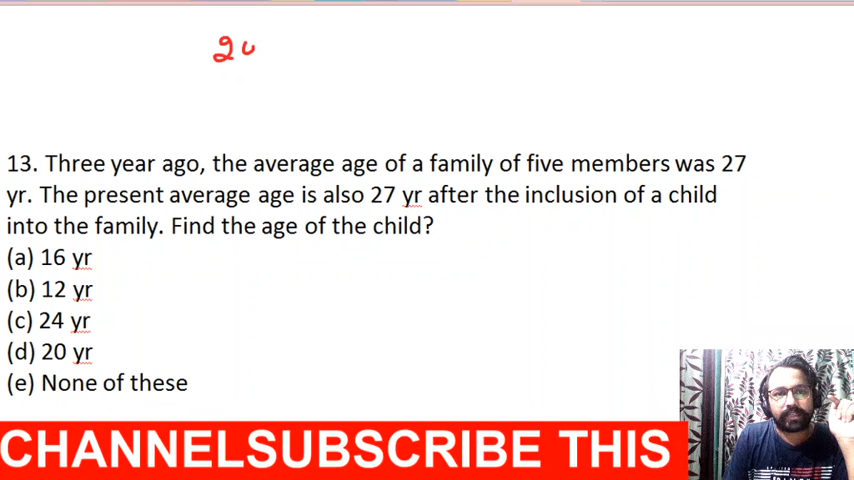 13. Three year ago, the average age of a family of five members was 27
yr. The present average age is also 27 yr after the inclusion of a child
into the family. Find the age of the child?
(a) 16 yr
(b) 12 yr
(c) 24 yr
(d) 20 yr
(e) None of these
CHANNELSUBSCRIBE THIS